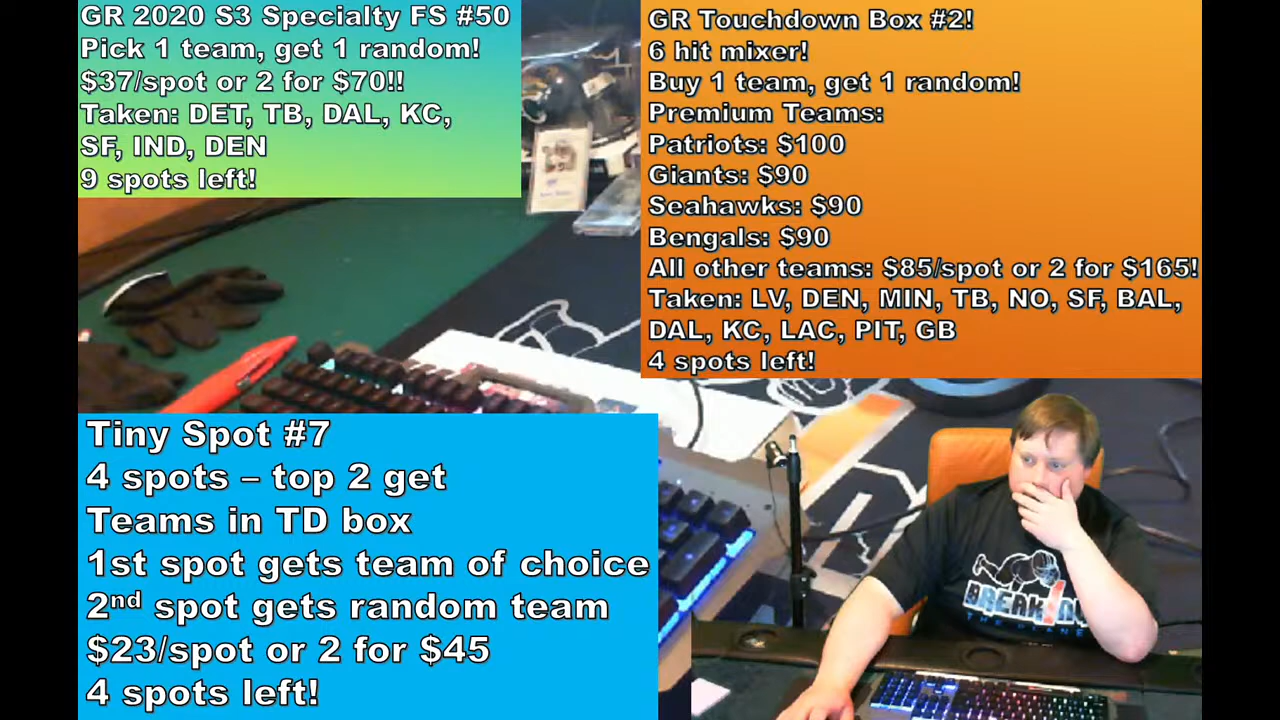 GR 2020 S3 Specialty FS #50
Pick 1 team, get 1 random!
$37/spot or 2 for $70!!
Taken: DET, TB, DAL, KC,
SF, IND, DEN
9 spots left!
GR Touchdown Box #2!
6 hit mixer!
Buy 1 team, get 1 random!
Premium Teams:
Patriots: $100
Giants: $90
Seahawks: $90
Bengals: $90
All other teams: $85/spot or 2 for $165!
Taken: LV, DEN, MIN, TB, NO, SF, BAL,
DAL, KC, LAC, PIT, GB
4 spots left!
Tiny Spot #7
4 spots – top 2 get
Teams in TD box
1st spot gets team of choice
2nd spot gets random team
$23/spot or 2 for $45
4 spots left!